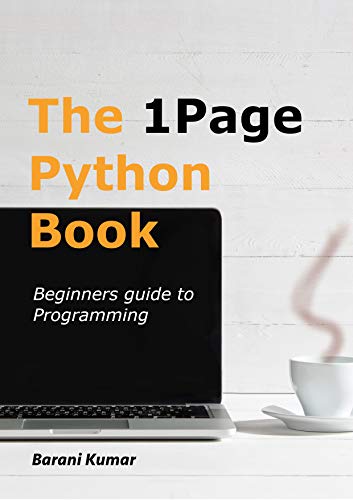 The 1Page
Python
Book
Beginners guide to
Programming
Barani Kumar